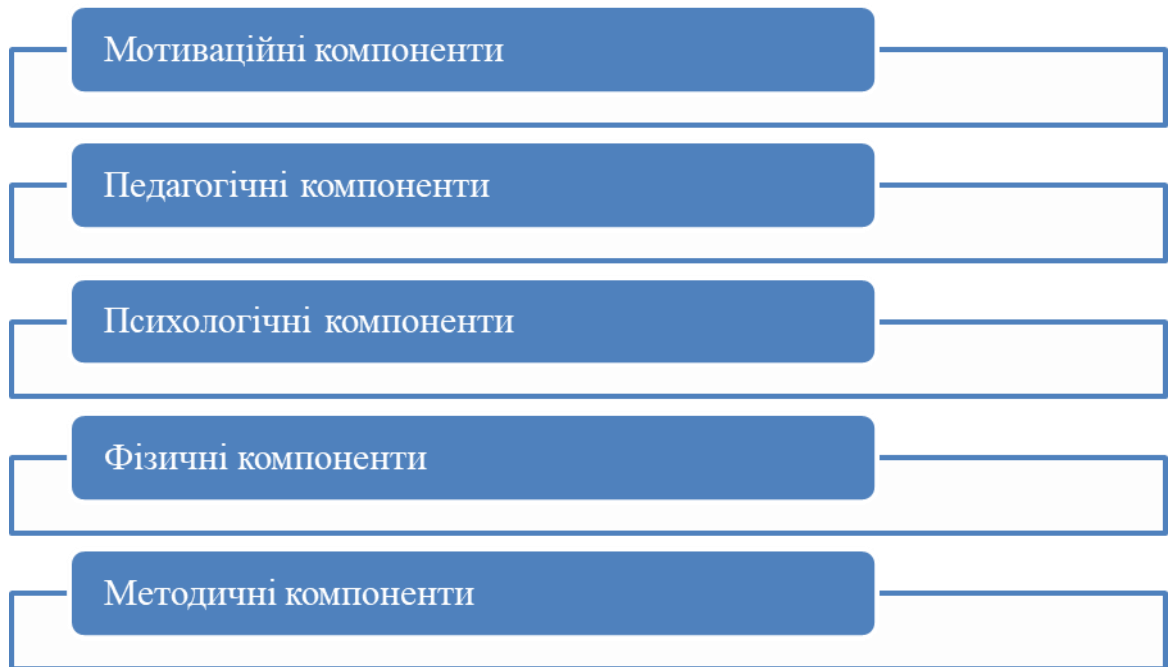 Мотиваційні компоненти
Педагогічні компоненти
Психологічні компоненти
Фізичні компоненти
Методичні компоненти